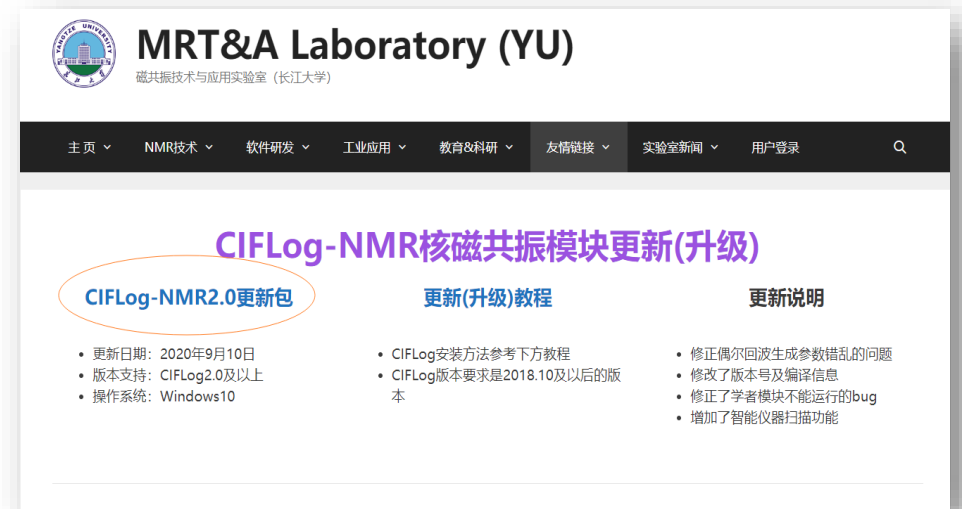 YANGTZE UNIVERSITY
长江大学
MRT&A Laboratory (YU)
磁共振技术与应用实验室（长江大学）
主页 NMR技术 软件研发 工业应用 教育&科研 友情链接 实验室新闻 用户登录
CIFLog-NMR核磁共振模块更新(升级)
CIFLog-NMR2.0更新包
• 更新日期：2020年9月10日
• 版本支持：CIFLog2.0及以上
• 操作系统：Windows10
更新(升级)教程
• CIFLog安装方法参考下方教程
• CIFLog版本要求是2018.10及以后的版
本
更新说明
• 修正偶尔回波生成参数错乱的问题
• 修改了版本号及编译信息
• 修正了学者模块不能运行的bug
• 增加了智能仪器扫描功能